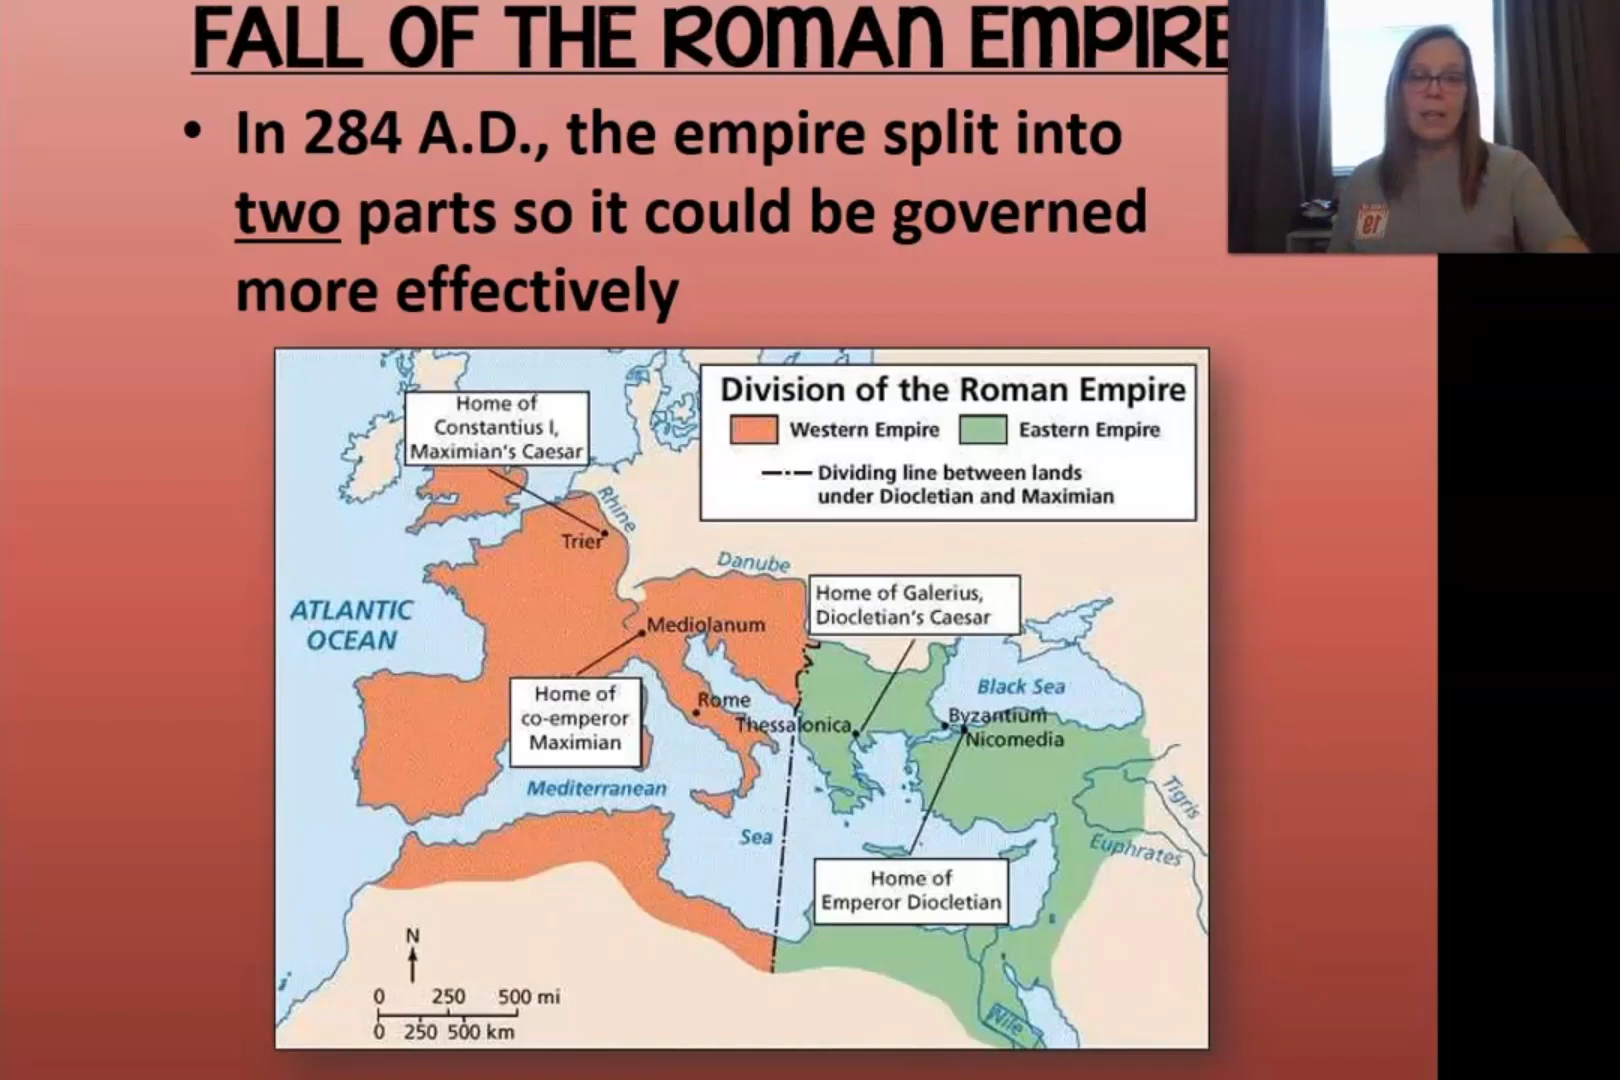 FALL OF THE ROMAN EMPIRE
• In 284 A.D., the empire split into
two parts so it could be governed
more effectively
Division of the Roman Empire
Western Empire
Eastern Empire
Dividing line between lands
under Diocletian and Maximian
Home of
Constantius I,
Maximian's Caesar
Rhine
Trier
Danube
Home of Galerius,
Diocletian's Caesar
ATLANTIC
OCEAN
Mediolanum
Black Sea
Home of
co-emperor
Maximian
Rome
Thessalonica
Byzantium
Nicomedia
Mediterranean
Sea
Tigris
Euphrates
Home of
Emperor Diocletian
N
0 250 500 mi
0 250 500 km
Nile
19